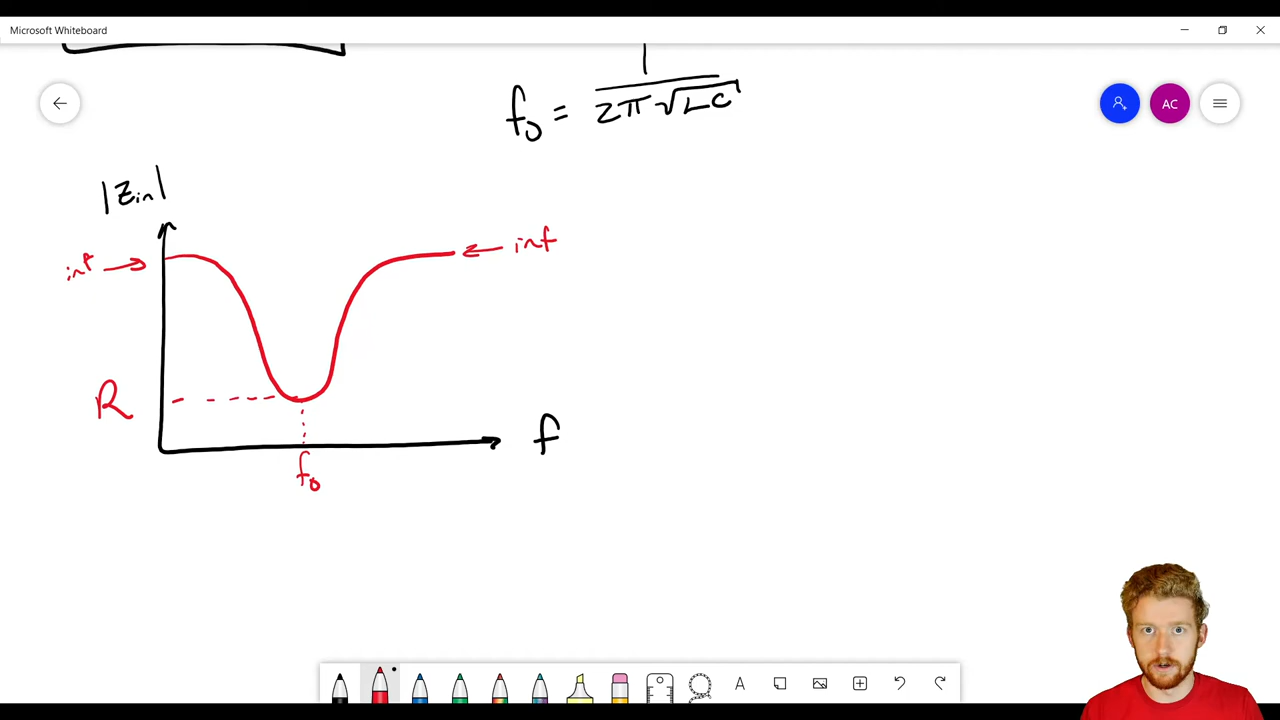 Microsoft Whiteboard
f₀ = 1 / 2π√LC
AC
|Zin|
inf → ← inf
R
f
f₀
A